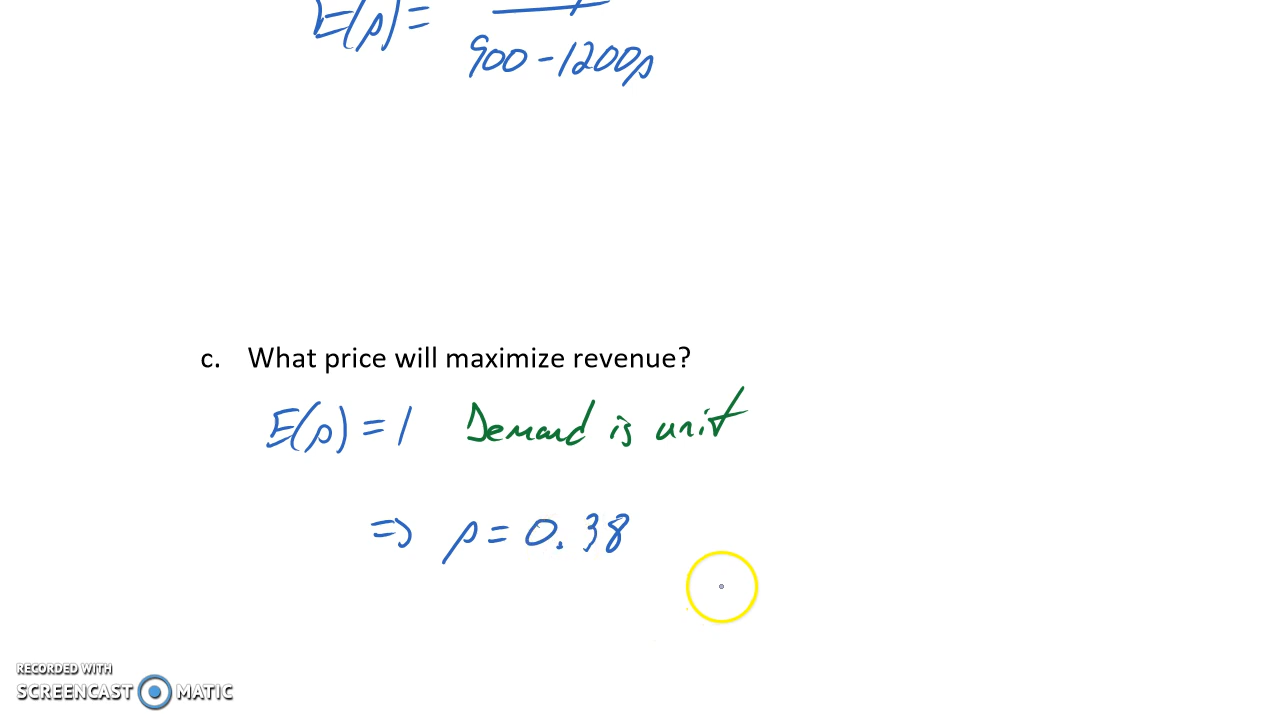 E(p) =
900 - 1200p
c. What price will maximize revenue?
E(p) = 1 Demand is unit
⇒ p = 0.38
RECORDED WITH
SCREENCAST MATIC